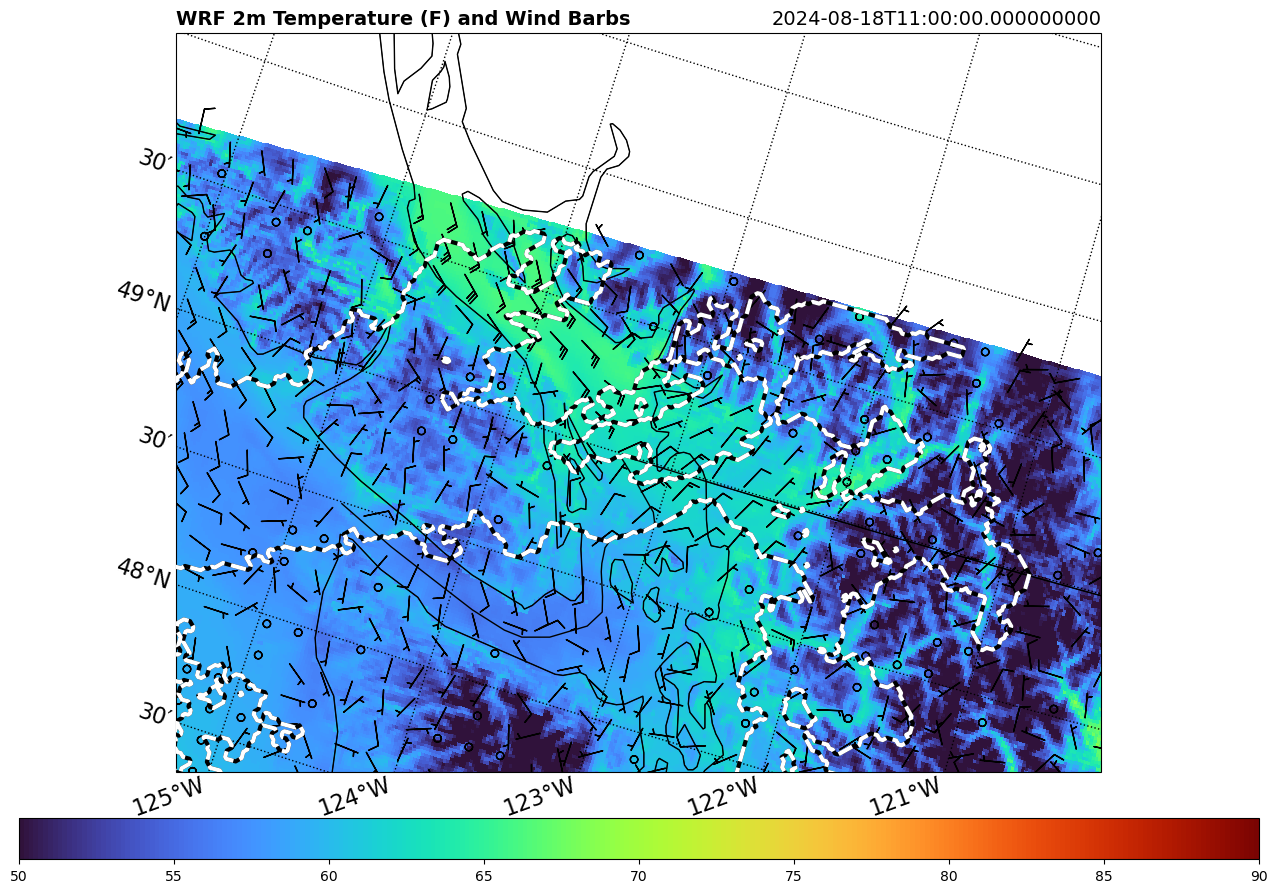 WRF 2m Temperature (F) and Wind Barbs
2024-08-18T11:00:00.000000000
30′
49°N
30′
48°N
30′
125°W
124°W
123°W
122°W
121°W
50
55
60
65
70
75
80
85
90